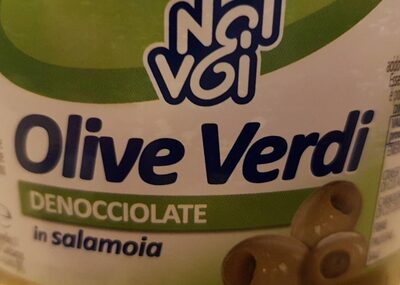 NOI
VOI
Olive Verdi
DENOCCIOLATE
in salamoia